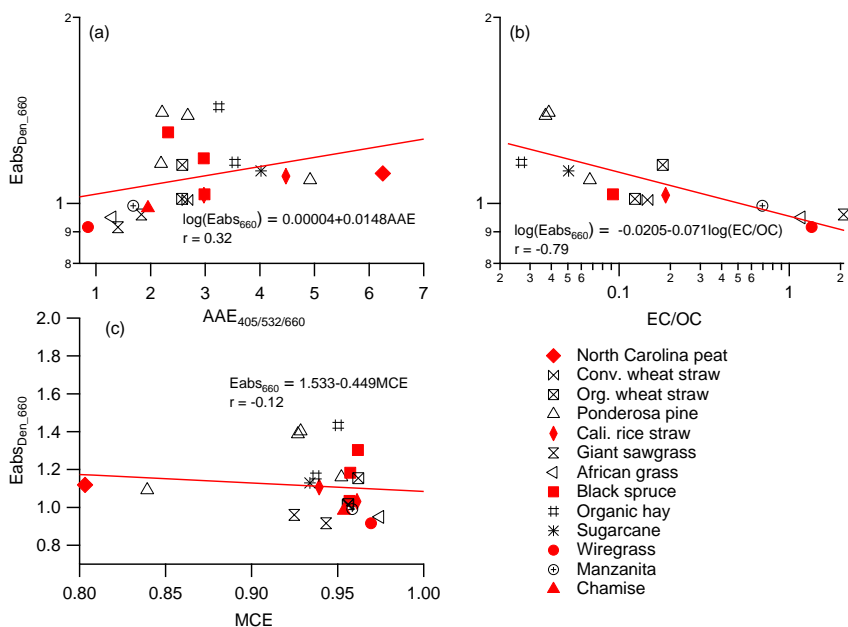 (a)
2
1
9
8
Eabs_Den_660
log(Eabs_660) = 0.00004+0.0148AAE
r = 0.32
1 2 3 4 5 6 7
AAE_405/532/660
(b)
2
1
9
8
log(Eabs_660) = -0.0205-0.071log(EC/OC)
r = -0.79
2 3 4 5 6 0.1 2 3 4 5 6 1 2
EC/OC
(c)
2.0
1.8
1.6
1.4
1.2
1.0
0.8
Eabs_Den_660
Eabs_660 = 1.533-0.449MCE
r = -0.12
0.80 0.85 0.90 0.95 1.00
MCE
North Carolina peat
Conv. wheat straw
Org. wheat straw
Ponderosa pine
Cali. rice straw
Giant sawgrass
African grass
Black spruce
Organic hay
Sugarcane
Wiregrass
Manzanita
Chamise